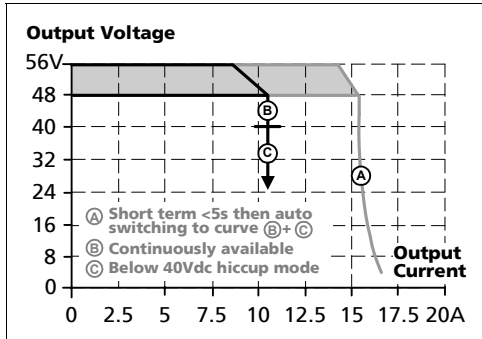 Output Voltage
56V
48
40
32
24
16
8
0
B
C
A
A Short term <5s then auto
switching to curve B + C
B Continuously available
C Below 40Vdc hiccup mode
Output
Current
0 2.5 5 7.5 10 12.5 15 17.5 20A